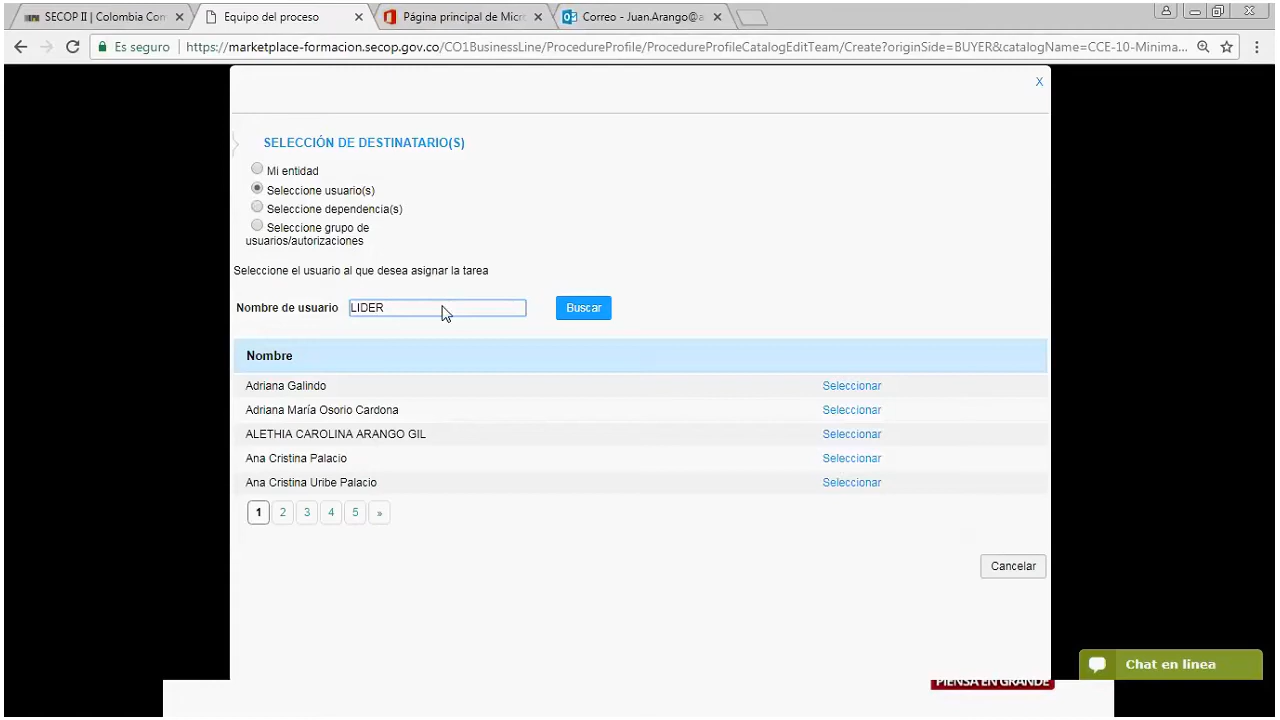 SECOP II | Colombia Con
Equipo del proceso
Página principal de Micr
Correo - Juan.Arango@a
Es seguro
https://marketplace-formacion.secop.gov.co/CO1BusinessLine/ProcedureProfile/ProcedureProfileCatalogEditTeam/Create?originSide=BUYER&catalogName=CCE-10-Minima...
X
SELECCIÓN DE DESTINATARIO(S)
Mi entidad
Seleccione usuario(s)
Seleccione dependencia(s)
Seleccione grupo de
usuarios/autorizaciones
Seleccione el usuario al que desea asignar la tarea
Nombre de usuario LIDER Buscar
Nombre
Adriana Galindo Seleccionar
Adriana María Osorio Cardona Seleccionar
ALETHIA CAROLINA ARANGO GIL Seleccionar
Ana Cristina Palacio Seleccionar
Ana Cristina Uribe Palacio Seleccionar
1 2 3 4 5 »
Cancelar
Chat en linea
PIENSA EN GRANDE